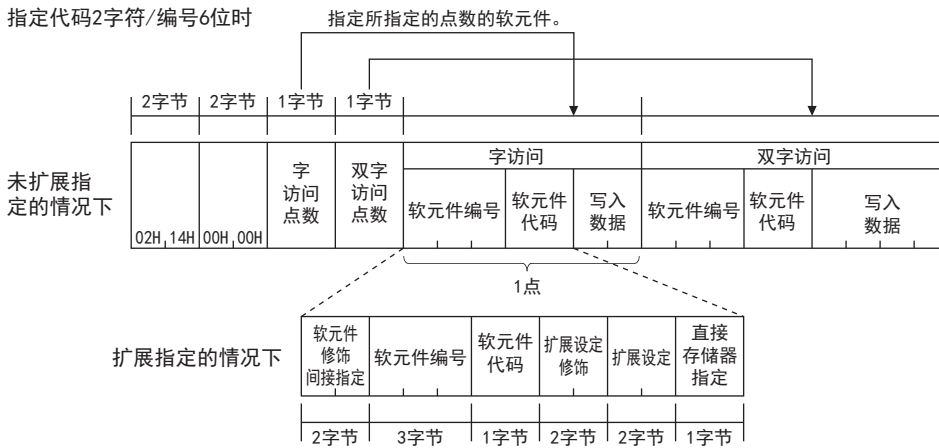 指定代码2字符/编号6位时
指定所指定的点数的软元件。
2字节 2字节 1字节 1字节
未扩展指
定的情况下
02H,14H 00H,00H
字
访问
点数
双字
访问
点数
字访问
软元件编号
软元件
代码
写入
数据
双字访问
软元件编号
软元件
代码
写入
数据
1点
扩展指定的情况下
软元件
修饰
间接指定
软元件编号
软元件
代码
扩展设定
修饰
扩展设定
直接
存储器
指定
2字节 3字节 1字节 2字节 2字节 1字节